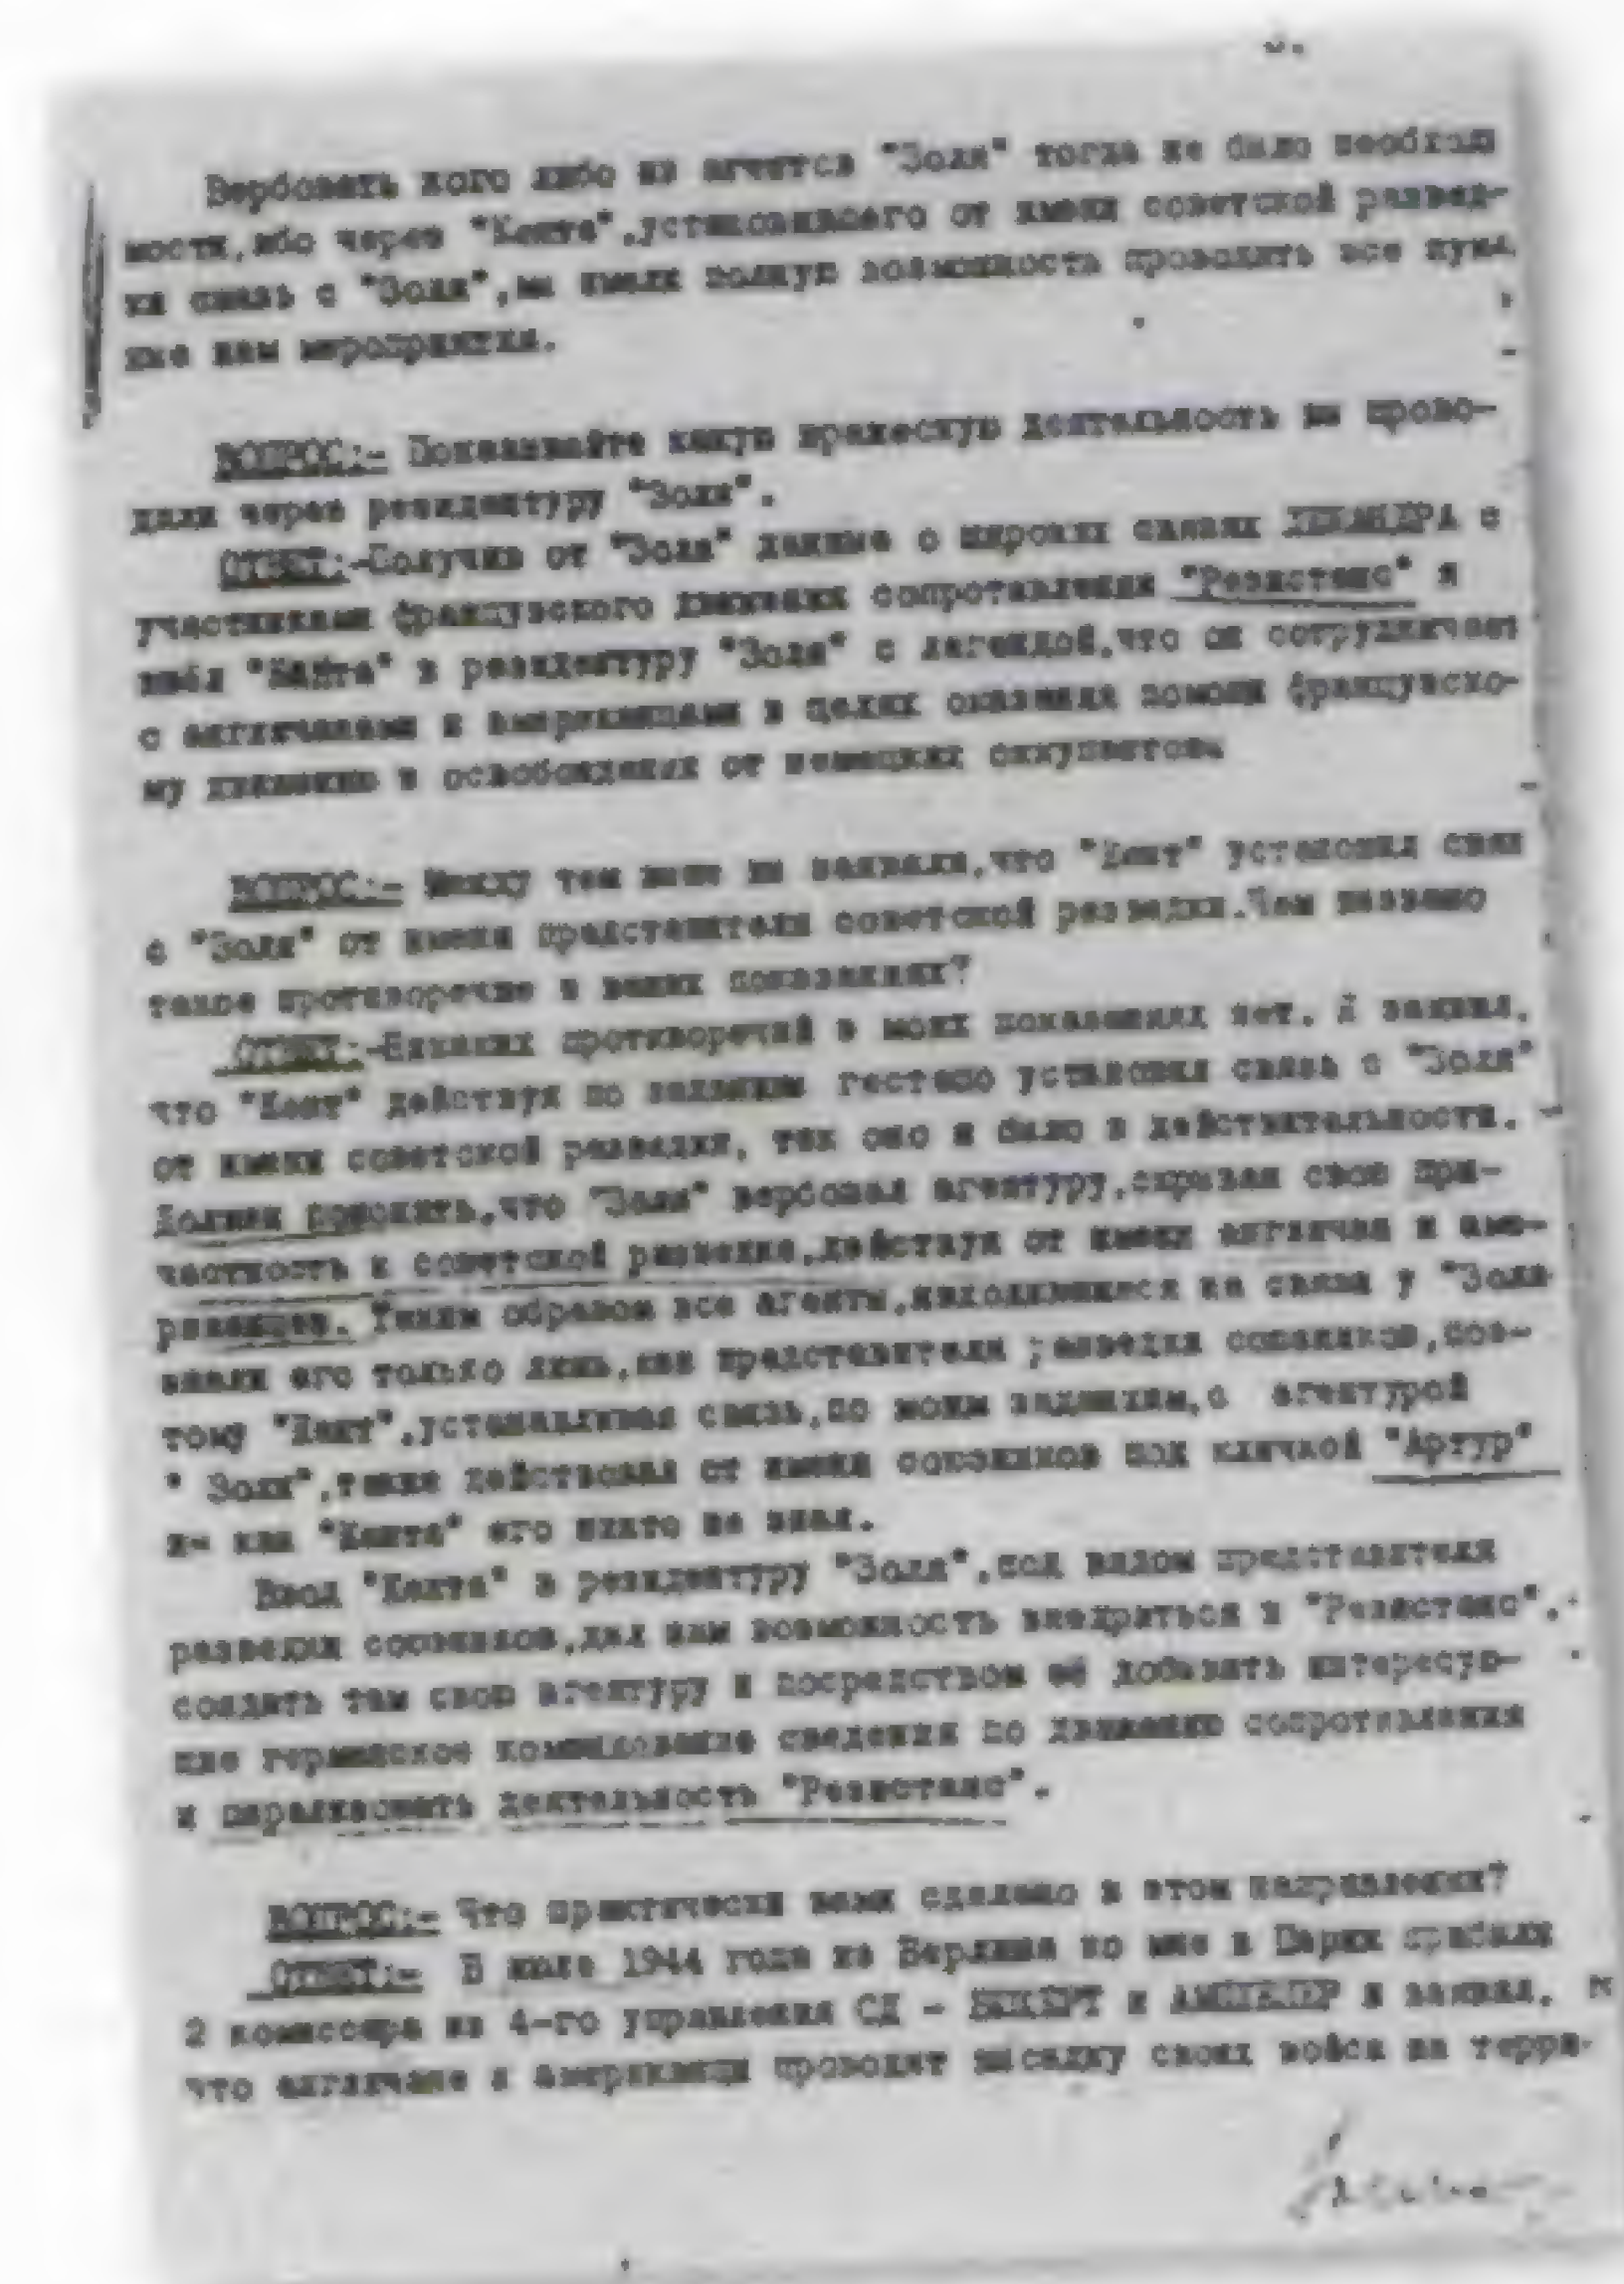 Вербовать кого либо из агентов "Золя" тогда не было необходи
мости, ибо через "Кента", установившего от имени советской развед-
ки связь с "Золя", мы имели полную возможность проводить все нуж
ные нам мероприятия.
ВОПРОС:- Показывайте какую вражескую деятельность вы прово-
дили через резидентуру "Золя".
ОТВЕТ:-Получив от "Золя" данные о широких связях с
участниками французского движения сопротивления "Резистанс" я
ввёл "Кента" в резидентуру "Золя" с легендой, что он сотрудничает
с англичанами и американцами в целях оказания помощи французско-
му движению в освобождения от немецких оккупантов.
ВОПРОС:- Между тем выше вы заявили, что "Кент" установил связ
с "Золя" от имени представителя советской разведки. Чем вызвано
такое противоречие в ваших показаниях?
ОТВЕТ:-Никаких противоречий в моих показаниях нет. Я заявил,
что "Кент" действуя по заданию гестапо установил связь с "Золя"
от имени советской разведки, так оно и было в действительности.
Должен пояснить, что "Золя" вербовал агентуру, скрывая свою при-
частность к советской разведке, действуя от имени англичан и аме-
риканцев. Таким образом все агенты, находившиеся на связи у "Золя
знали его только лишь, как представителя разведки союзников, поэ-
тому "Кент", устанавливая связь, по моим заданиям, с агентурой
" Золя", также действовал от имени союзников под кличкой "Артур"
и- как "Кента" его никто не знал.
Ввод "Кента" в резидентуру "Золя", под видом представителя
разведки союзников, дал нам возможность внедриться в "Резистанс",
создать там свою агентуру и посредством её добывать интересую-
щие германское командование сведения по движению сопротивления
и парализовать деятельность "Резистанс".
ВОПРОС:- Что практически вами сделано в этом направлении?
ОТВЕТ:- В 1944 года из Берлина ко мне в Париж прибыли
2 комиссара из 4-го управления СД - и и заявил,
что англичане и американцы проводят высадку своих войск на терри-